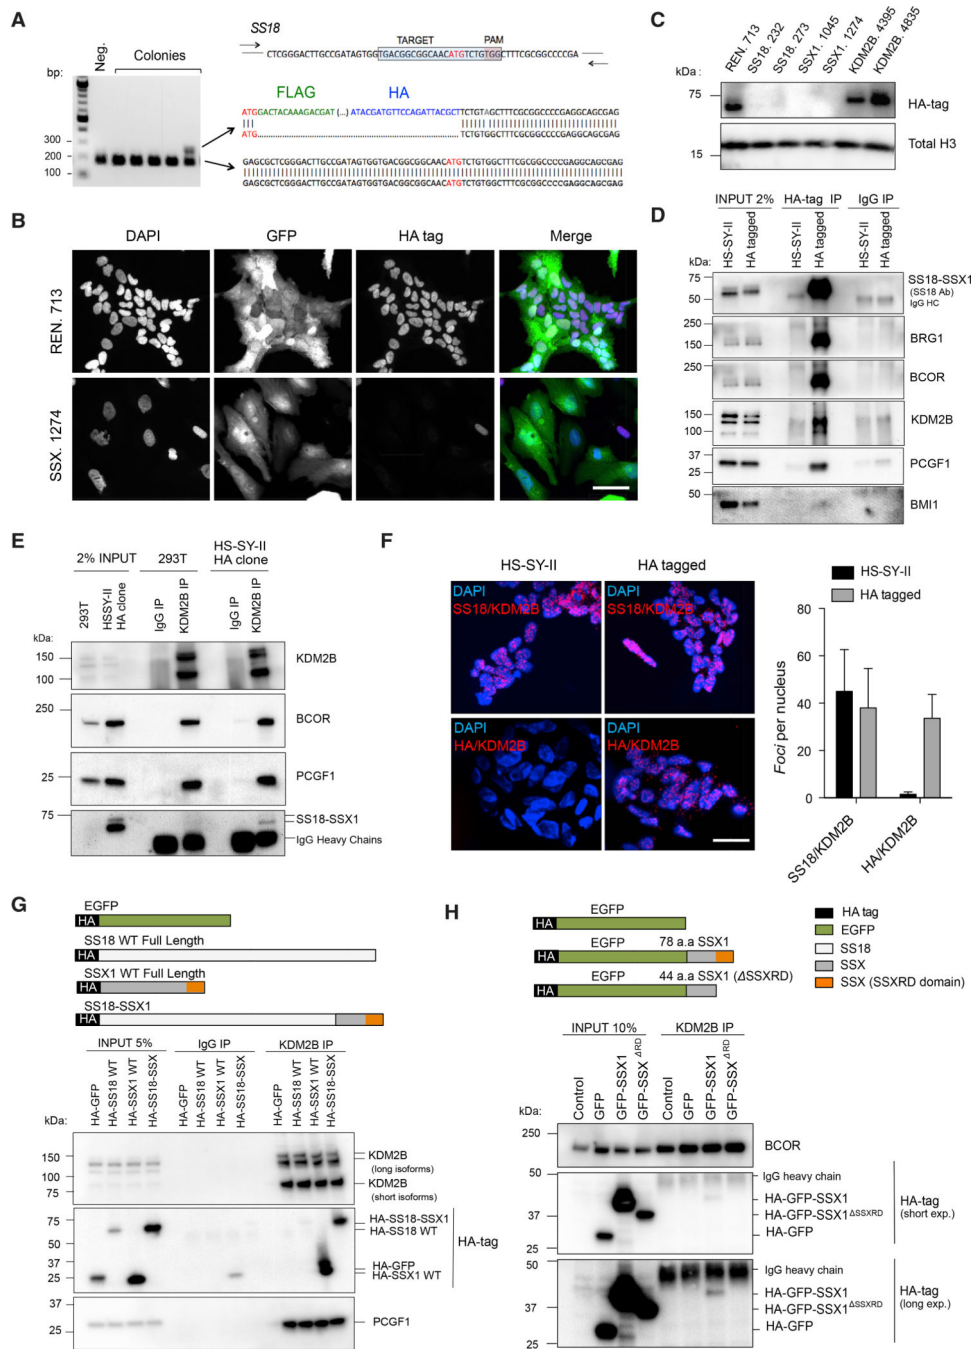 A
Neg.
Colonies
bp:
300
200
100
SS18
TARGET
PAM
CTCGGGACTTGCCGATAGTGGTGACGGCGGCAACATGTCTGTGGCTTTCGCGGCCCCGA
FLAG
HA
ATGGACTACAAAGACGAT(...)ATACGATGTTCCAGATTACGCTTCTGTAGCTTTCGCGGCCCCGAGGCAGCGAG
ATG
TCTGTGGCTTTCGCGGCCCCGAGGCAGCGAG
GAGCGCTCGGGACTTGCCGATAGTGGTGACGGCGGCAACATGTCTGTGGCTTTCGCGGCCCCGAGGCAGCGAG
GAGCGCTCGGGACTTGCCGATAGTGGTGACGGCGGCAACATGTCTGTGGCTTTCGCGGCCCCGAGGCAGCGAG
B
DAPI
GFP
HA tag
Merge
REN. 713
SSX. 1274
C
REN. 713
SS18. 232
SS18. 273
SSX1. 1045
SSX1. 1274
KDM2B. 4395
KDM2B. 4835
kDa:
75
HA-tag
Total H3
15
D
INPUT 2%
HA-tag IP
IgG IP
HS-SY-II
HA tagged
HS-SY-II
HA tagged
HS-SY-II
HA tagged
kDa:
75
50
SS18-SSX1
(SS18 Ab)
IgG HC
250
150
BRG1
250
BCOR
150
100
KDM2B
37
25
PCGF1
50
BMI1
E
2% INPUT
293T
HS-SY-II
HA clone
293T
HSSY-II
HA clone
IgG IP
KDM2B IP
IgG IP
KDM2B IP
kDa:
150
100
KDM2B
250
BCOR
25
PCGF1
75
SS18-SSX1
50
IgG Heavy Chains
F
HS-SY-II
HA tagged
DAPI
SS18/KDM2B
DAPI
SS18/KDM2B
DAPI
HA/KDM2B
DAPI
HA/KDM2B
HS-SY-II
HA tagged
Foci per nucleus
80
60
40
20
0
SS18/KDM2B
HA/KDM2B
G
EGFP
HA
SS18 WT Full Length
HA
SSX1 WT Full Length
HA
SS18-SSX1
HA
INPUT 5%
IgG IP
KDM2B IP
HA-GFP
HA-SS18 WT
HA-SSX1 WT
HA-SS18-SSX
HA-GFP
HA-SS18 WT
HA-SSX1 WT
HA-SS18-SSX
HA-GFP
HA-SS18 WT
HA-SSX1 WT
HA-SS18-SSX
kDa:
150
100
75
KDM2B
(long isoforms)
KDM2B
(short isoforms)
75
50
37
25
HA-SS18-SSX1
HA-SS18 WT
HA-GFP
HA-SSX1 WT
HA-tag
37
25
PCGF1
H
EGFP
HA
EGFP
78 a.a SSX1
HA
EGFP
44 a.a SSX1 (ΔSSXRD)
HA
HA tag
EGFP
SS18
SSX
SSX (SSXRD domain)
INPUT 10%
KDM2B IP
Control
GFP
GFP-SSX1
GFP-SSX ΔRD
Control
GFP
GFP-SSX1
GFP-SSX ΔRD
kDa:
250
150
BCOR
50
37
25
IgG heavy chain
HA-GFP-SSX1
HA-GFP-SSX1ΔSSXRD
HA-GFP
HA-tag
(short exp.)
50
37
25
IgG heavy chain
HA-GFP-SSX1
HA-GFP-SSX1ΔSSXRD
HA-GFP
HA-tag
(long exp.)